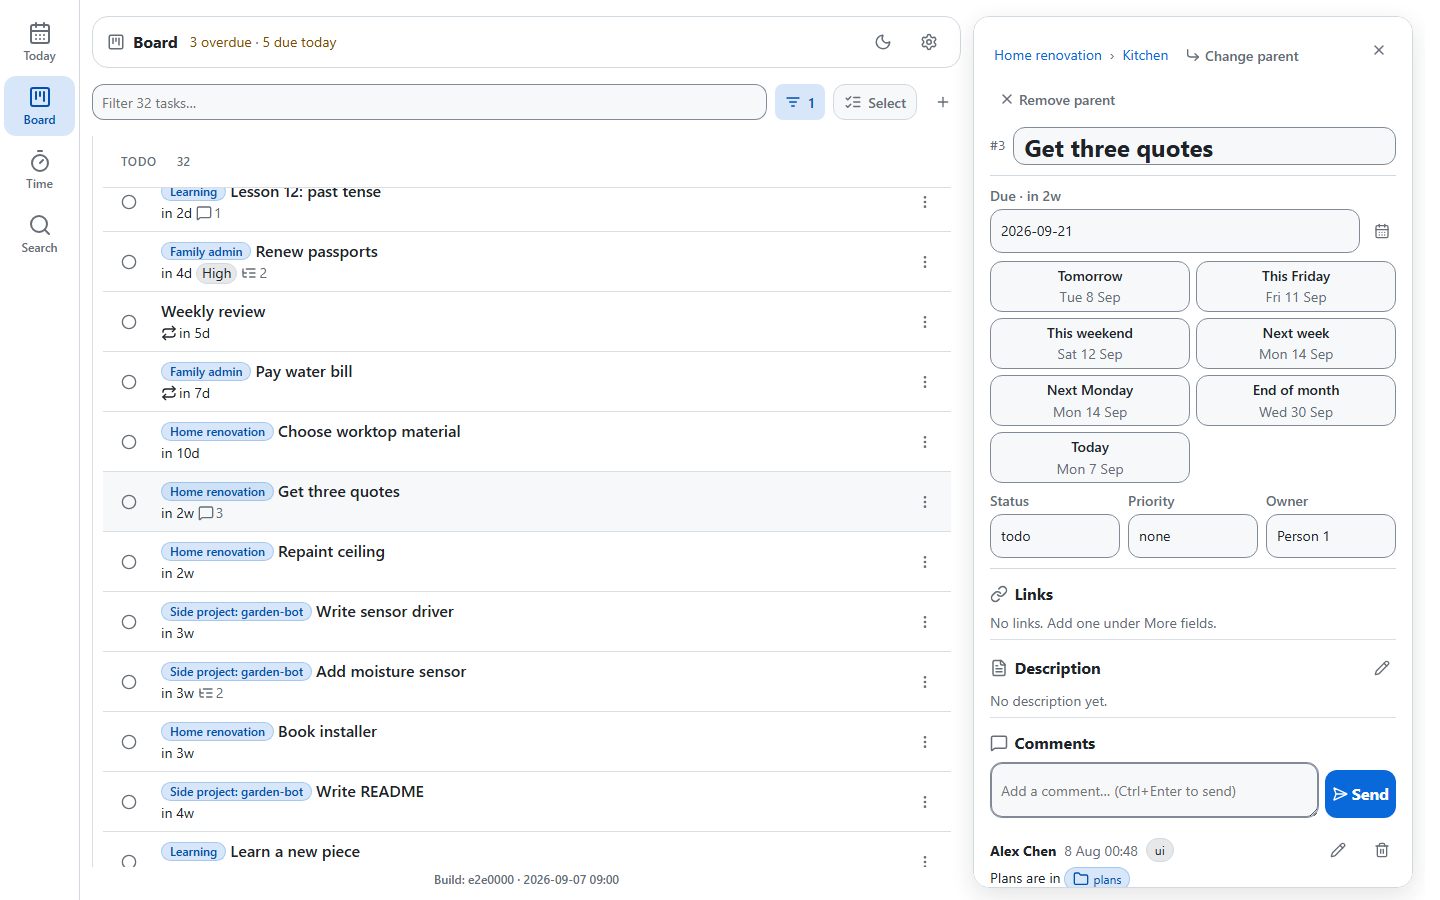 Today
Board
Time
Search
Board 3 overdue · 5 due today
Filter 32 tasks...
1
Select
TODO 32
Learning Lesson 12: past tense
in 2d 1
Family admin Renew passports
in 4d High 2
Weekly review
in 5d
Family admin Pay water bill
in 7d
Home renovation Choose worktop material
in 10d
Home renovation Get three quotes
in 2w 3
Home renovation Repaint ceiling
in 2w
Side project: garden-bot Write sensor driver
in 3w
Side project: garden-bot Add moisture sensor
in 3w 2
Home renovation Book installer
in 3w
Side project: garden-bot Write README
in 4w
Learning Learn a new piece
Build: e2e0000 · 2026-09-07 09:00
Home renovation › Kitchen Change parent
Remove parent
#3 Get three quotes
Due · in 2w
2026-09-21
Tomorrow
Tue 8 Sep
This Friday
Fri 11 Sep
This weekend
Sat 12 Sep
Next week
Mon 14 Sep
Next Monday
Mon 14 Sep
End of month
Wed 30 Sep
Today
Mon 7 Sep
Status Priority Owner
todo none Person 1
Links
No links. Add one under More fields.
Description
No description yet.
Comments
Add a comment... (Ctrl+Enter to send)
Send
Alex Chen 8 Aug 00:48 ui
Plans are in plans